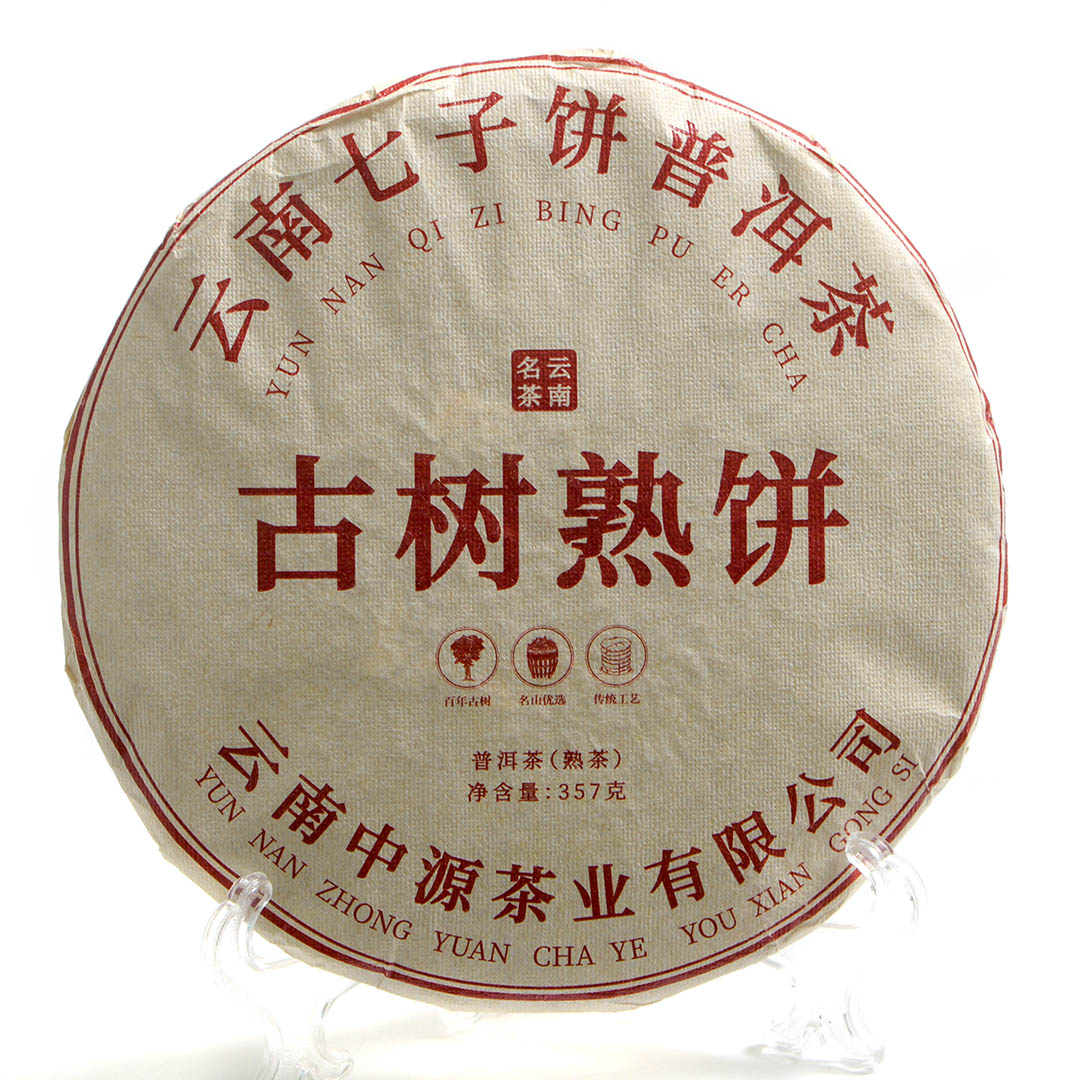 云南七子饼普洱茶
YUN NAN QI ZI BING PU ER CHA
云南
名茶
古树熟饼
百年古树 名山优选 传统工艺
普洱茶(熟茶)
净含量:357克
云南中源茶业有限公司
YUN NAN ZHONG YUAN CHA YE YOU XIAN GONG SI